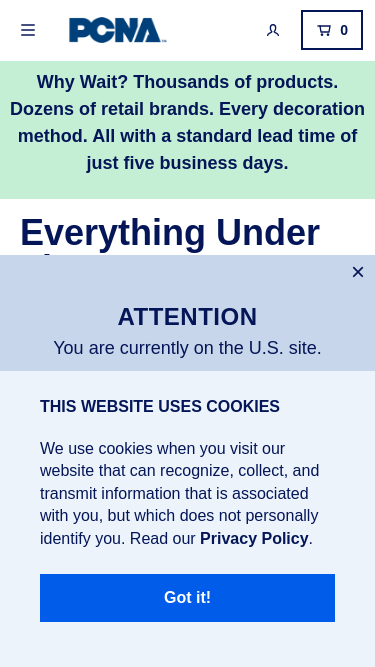 PCNA
0
Why Wait? Thousands of products.
Dozens of retail brands. Every decoration
method. All with a standard lead time of
just five business days.
Everything Under
ATTENTION
You are currently on the U.S. site.
THIS WEBSITE USES COOKIES
We use cookies when you visit our
website that can recognize, collect, and
transmit information that is associated
with you, but which does not personally
identify you. Read our Privacy Policy.
Got it!